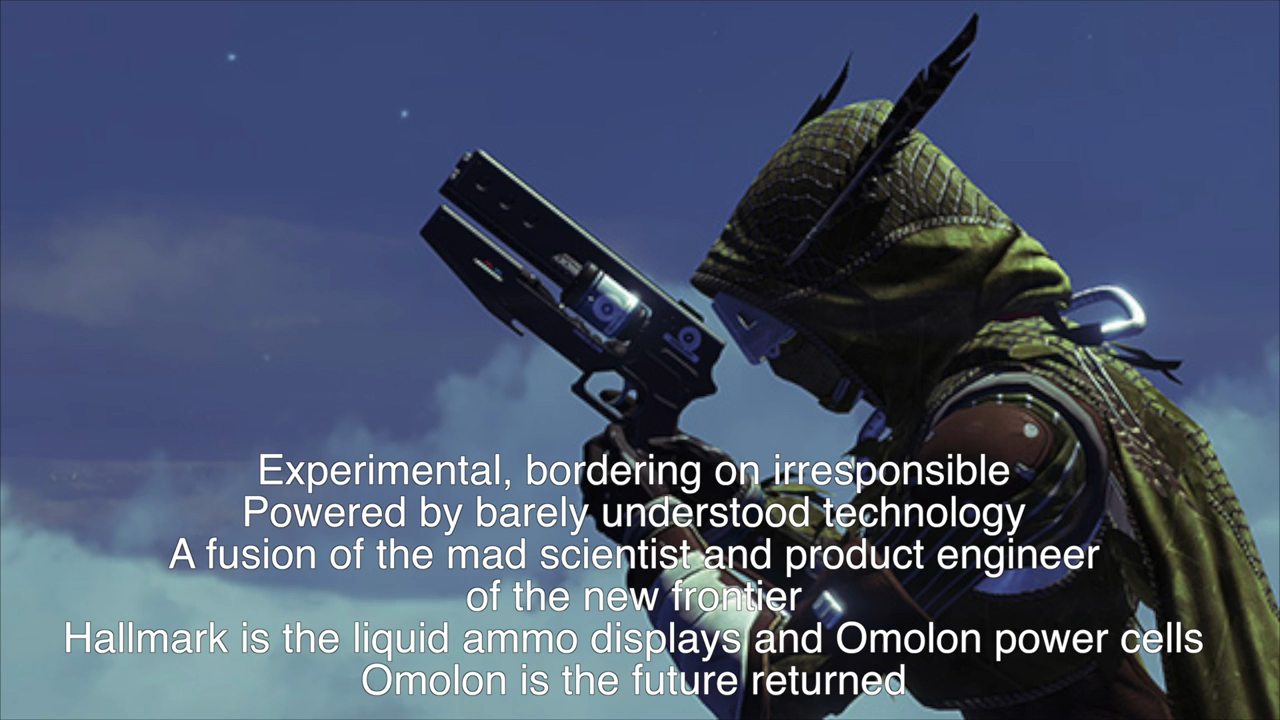 Experimental, bordering on irresponsible
Powered by barely understood technology
A fusion of the mad scientist and product engineer
of the new frontier
Hallmark is the liquid ammo displays and Omolon power cells
Omolon is the future returned